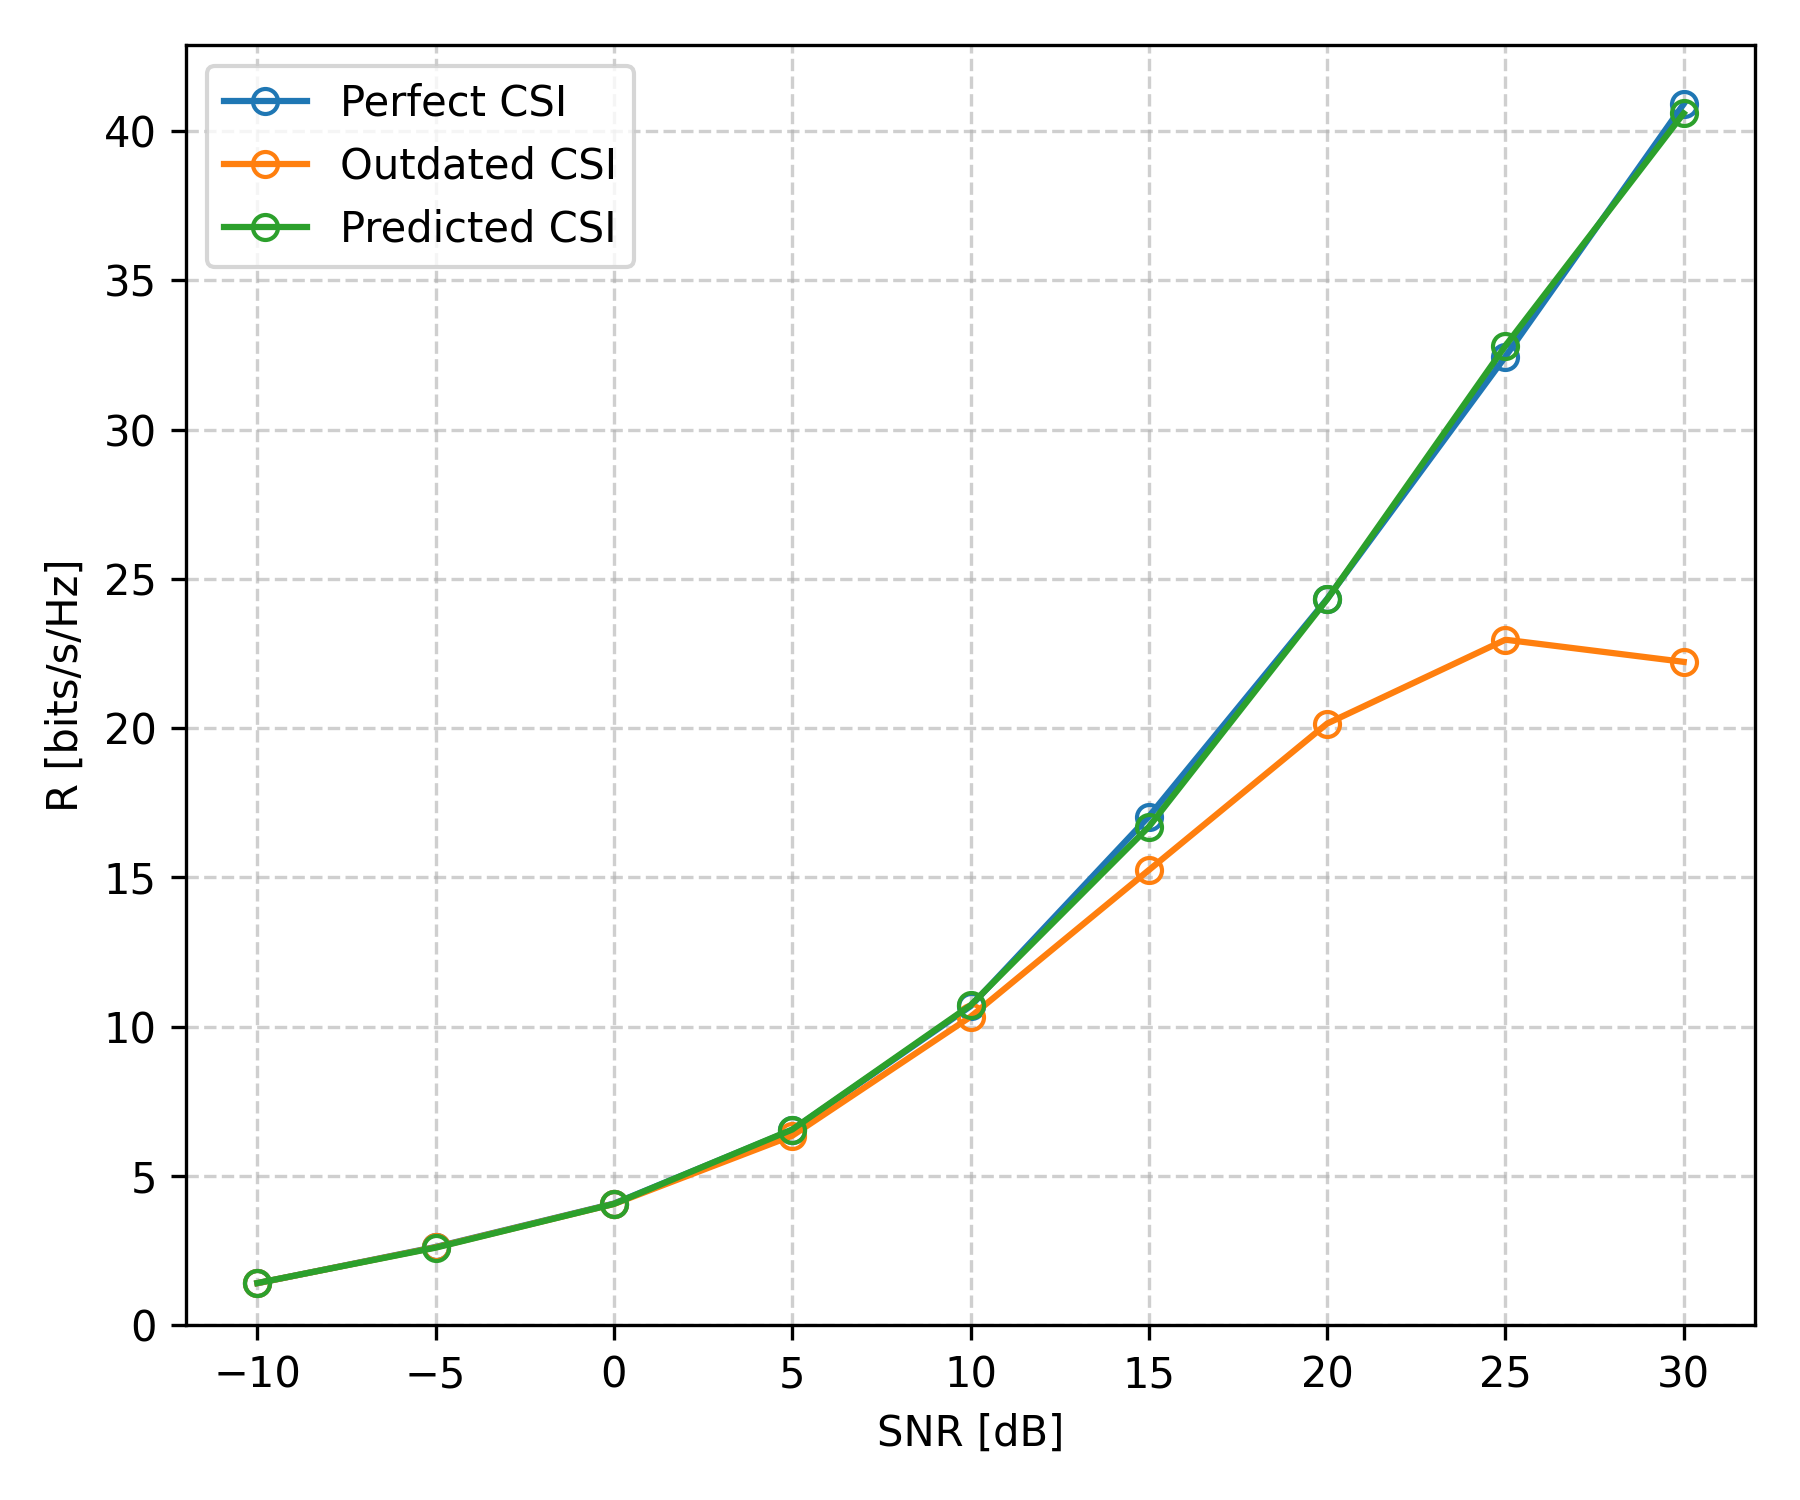 Perfect CSI
Outdated CSI
Predicted CSI
40
35
30
25
20
15
10
5
0
R [bits/s/Hz]
−10 −5 0 5 10 15 20 25 30
SNR [dB]